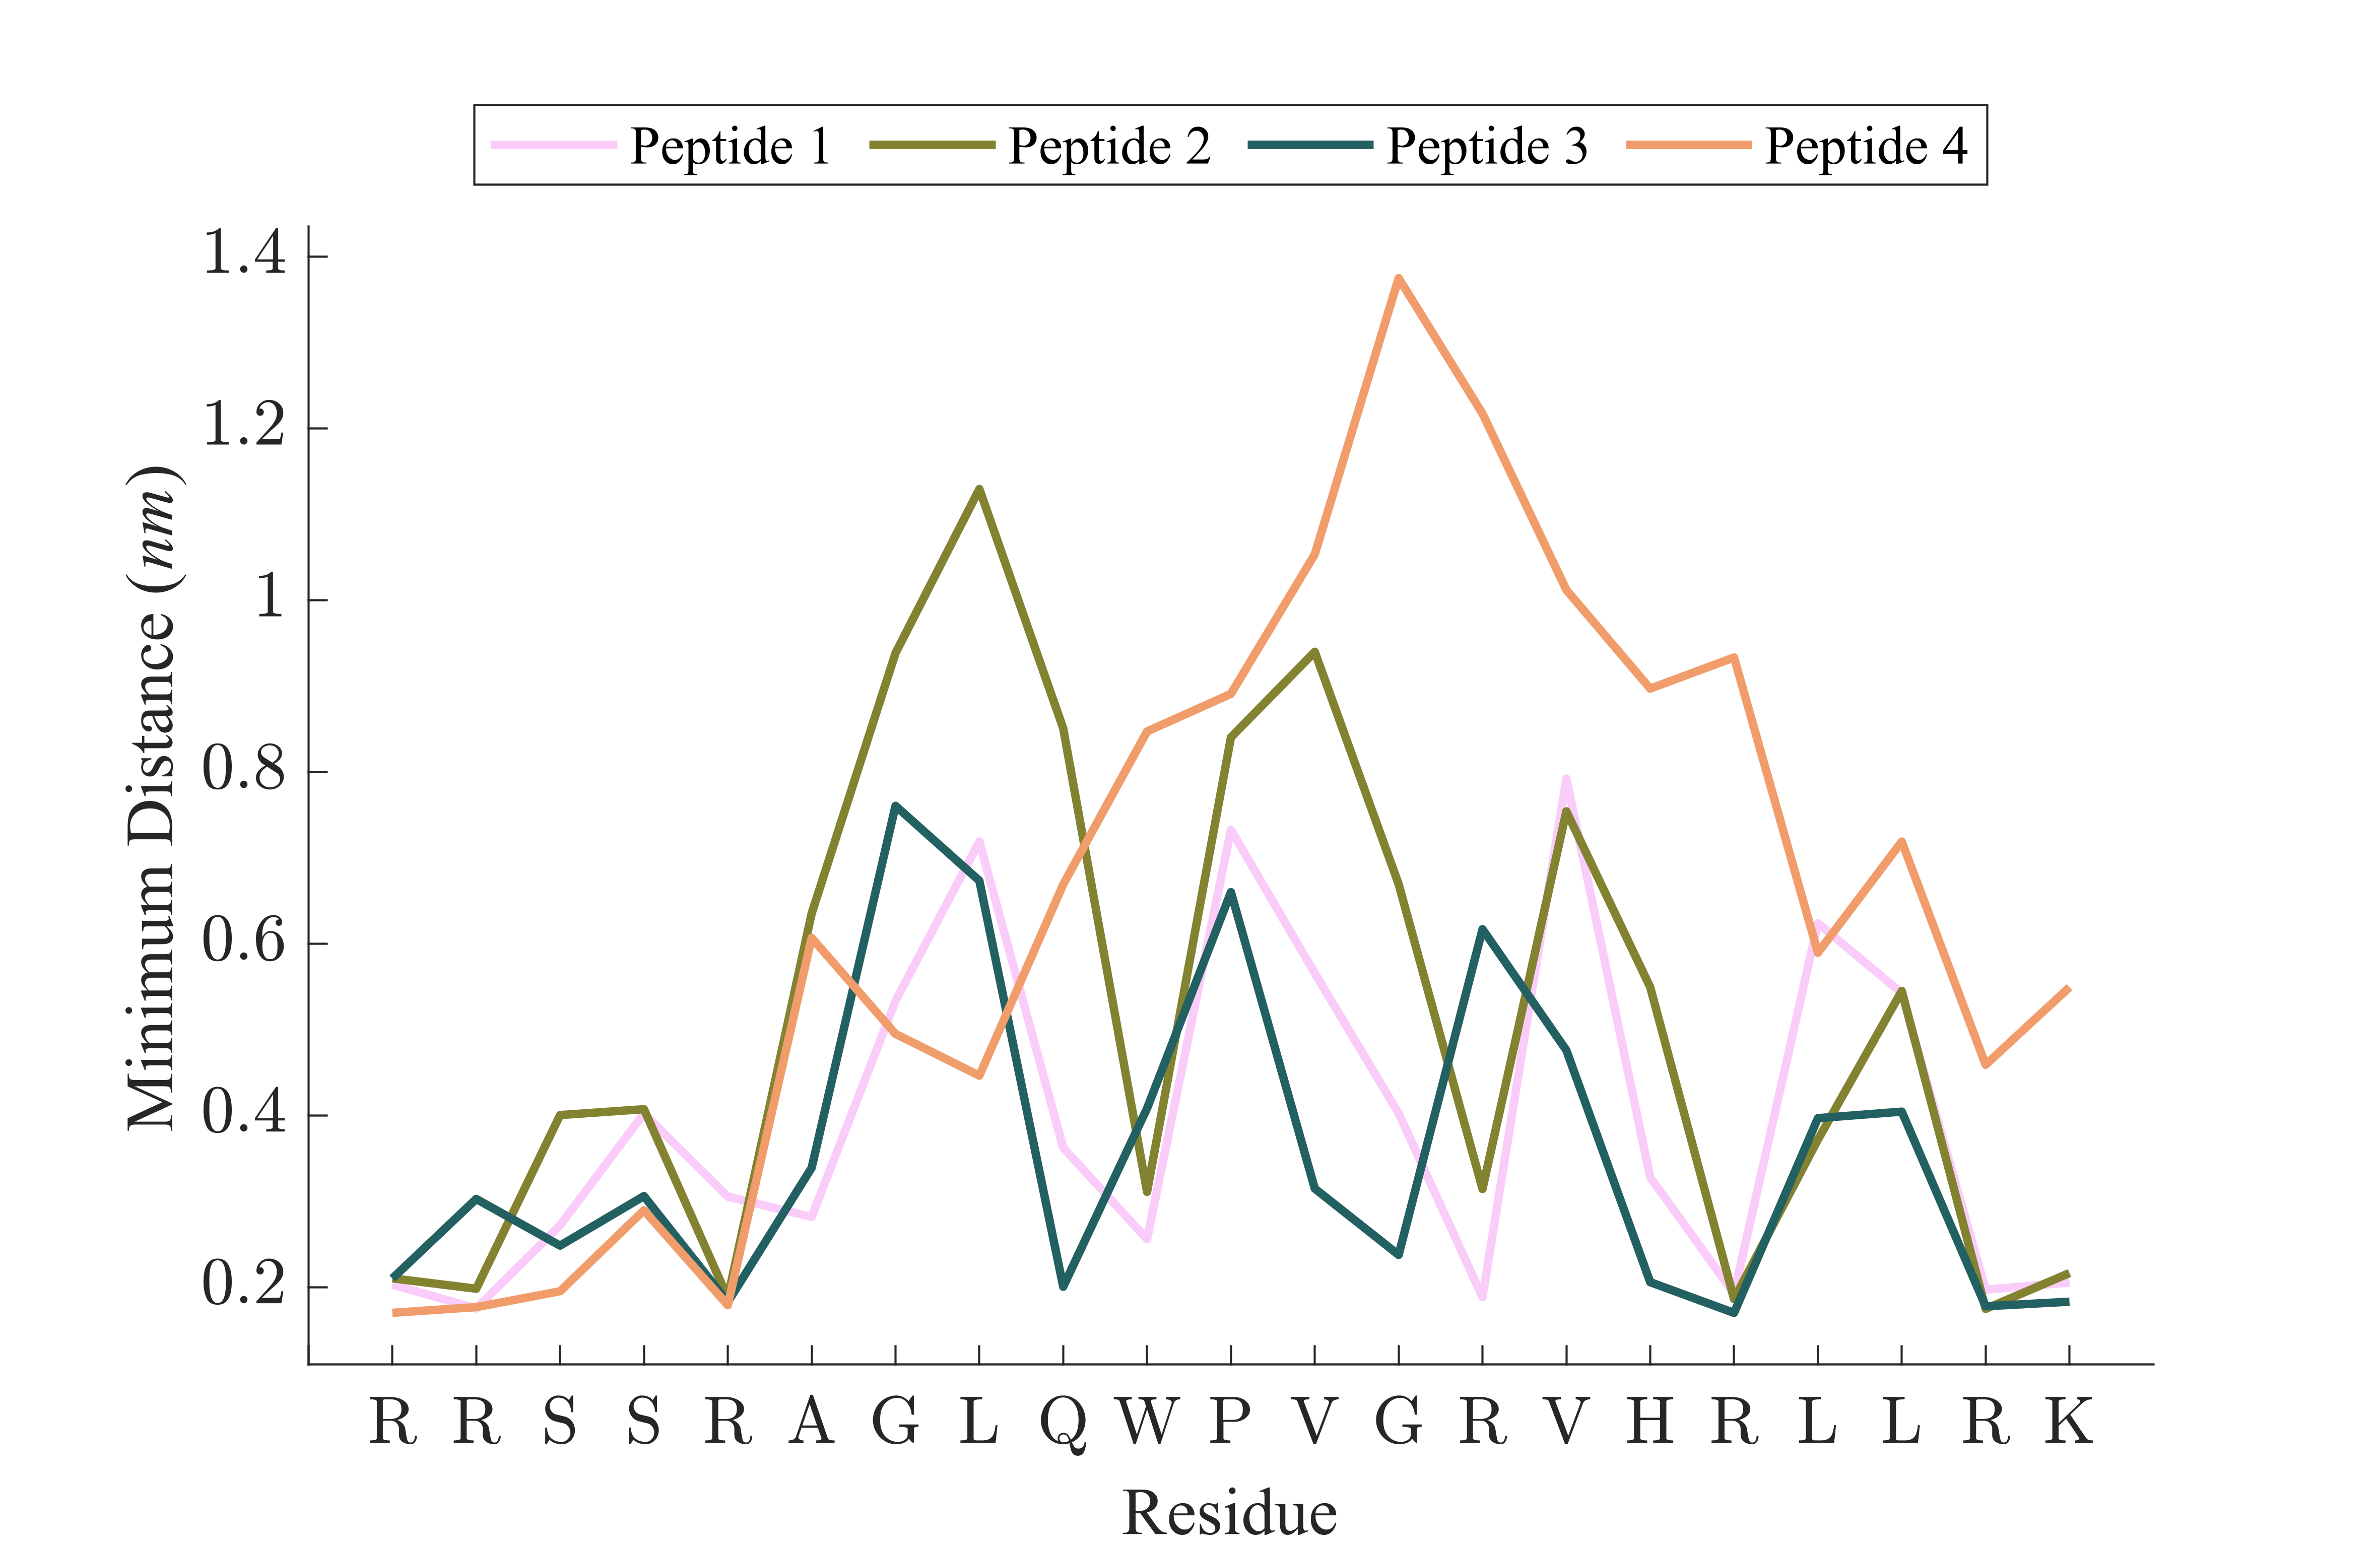 Peptide 1 Peptide 2 Peptide 3 Peptide 4
1.4
1.2
1
0.8
0.6
0.4
0.2
Minimum Distance (nm)
R R S S R A G L Q W P V G R V H R L L R K
Residue